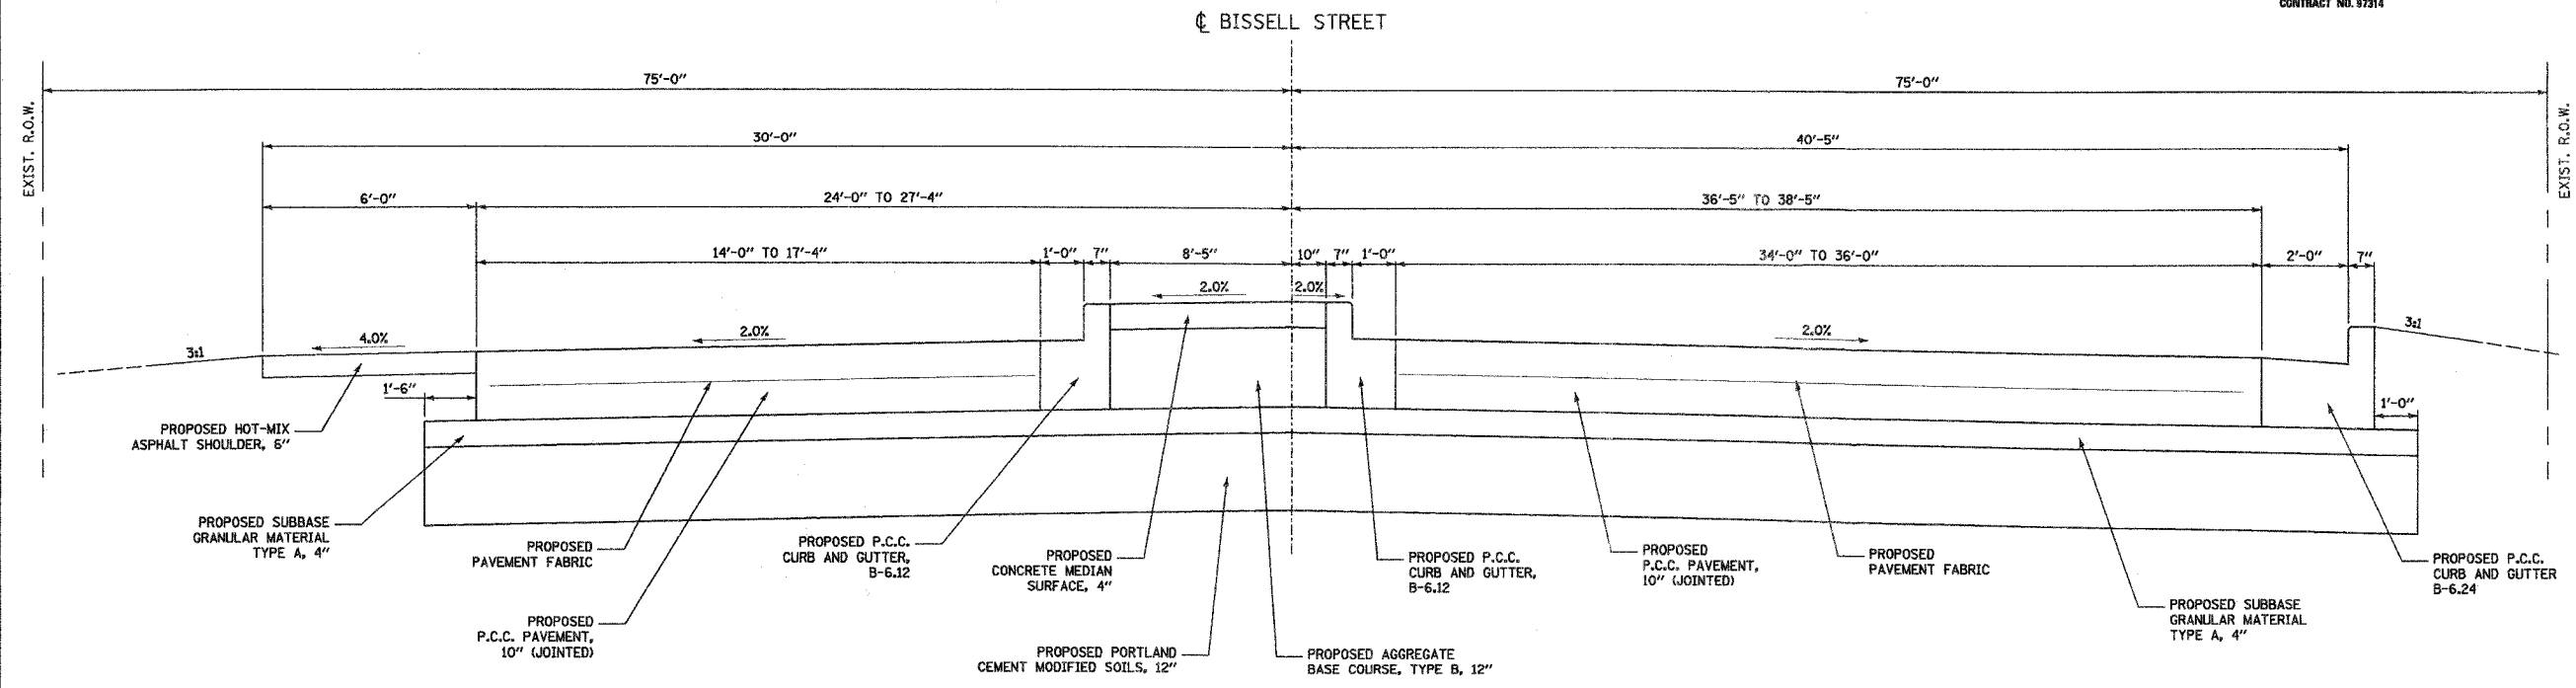 CONTRACT NO. 97314
℄ BISSELL STREET
75'-0"
75'-0"
EXIST. R.O.W.
EXIST. R.O.W.
30'-0"
40'-5"
6'-0"
24'-0" TO 27'-4"
36'-5" TO 38'-5"
14'-0" TO 17'-4"
1'-0"
7"
8'-5"
10"
7"
1'-0"
34'-0" TO 36'-0"
2'-0"
7"
2.0%
2.0%
3:1
4.0%
2.0%
2.0%
3:1
1'-6"
1'-0"
PROPOSED HOT-MIX
ASPHALT SHOULDER, 6"
PROPOSED SUBBASE
GRANULAR MATERIAL
TYPE A, 4"
PROPOSED
PAVEMENT FABRIC
PROPOSED
P.C.C. PAVEMENT,
10" (JOINTED)
PROPOSED P.C.C.
CURB AND GUTTER,
B-6.12
PROPOSED
CONCRETE MEDIAN
SURFACE, 4"
PROPOSED PORTLAND
CEMENT MODIFIED SOILS, 12"
PROPOSED AGGREGATE
BASE COURSE, TYPE B, 12"
PROPOSED P.C.C.
CURB AND GUTTER,
B-6.12
PROPOSED
P.C.C. PAVEMENT,
10" (JOINTED)
PROPOSED
PAVEMENT FABRIC
PROPOSED SUBBASE
GRANULAR MATERIAL
TYPE A, 4"
PROPOSED P.C.C.
CURB AND GUTTER
B-6.24